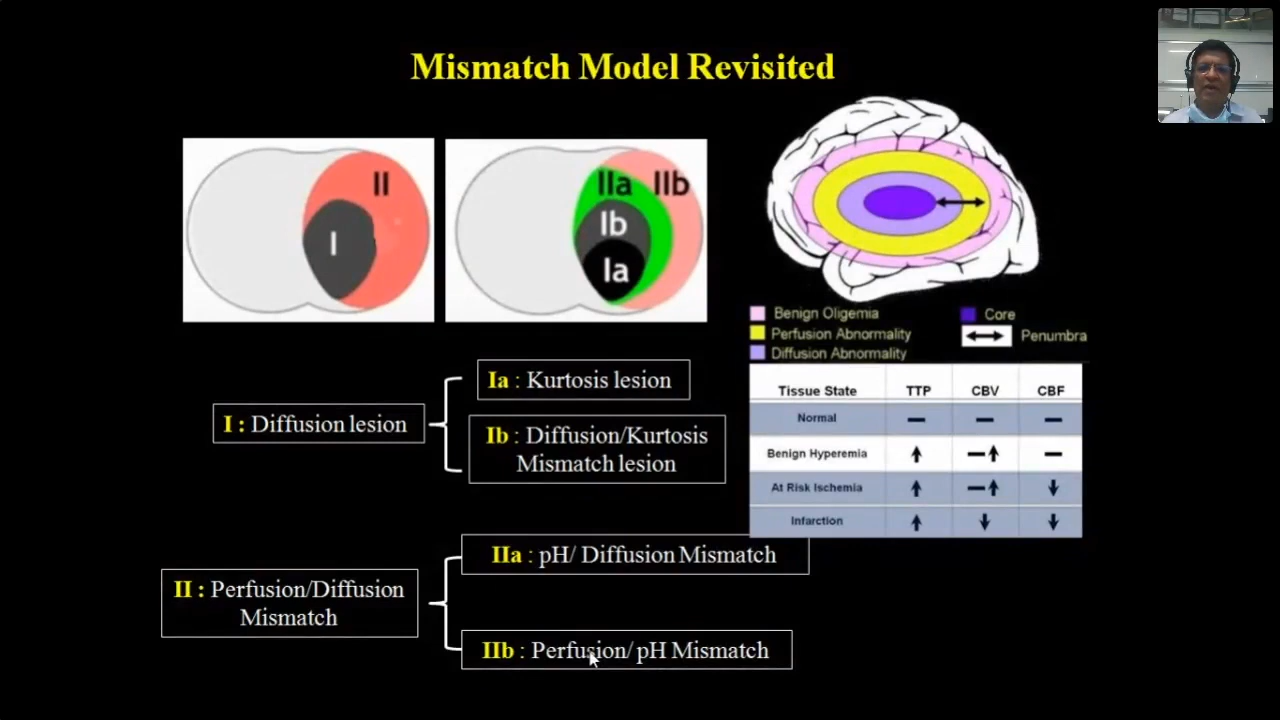 Mismatch Model Revisited
II
I
IIa IIb
Ib
Ia
Benign Oligemia
Perfusion Abnormality
Diffusion Abnormality
Core
Penumbra
Tissue State TTP CBV CBF
Normal
Benign Hyperemia
At Risk Ischemia
Infarction
I : Diffusion lesion
Ia : Kurtosis lesion
Ib : Diffusion/Kurtosis
Mismatch lesion
II : Perfusion/Diffusion
Mismatch
IIa : pH/ Diffusion Mismatch
IIb : Perfusion/ pH Mismatch